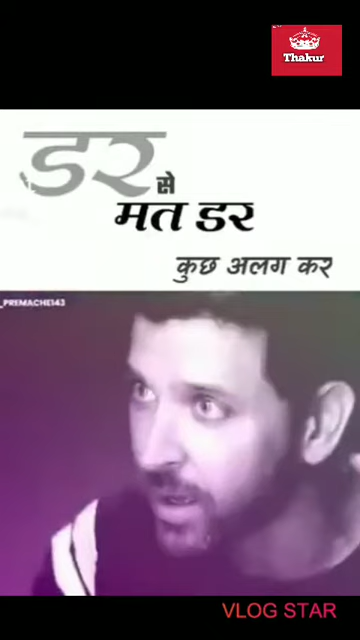 Thakur
डर से
मत डर
कुछ अलग कर
_PREMACHE143
VLOG STAR